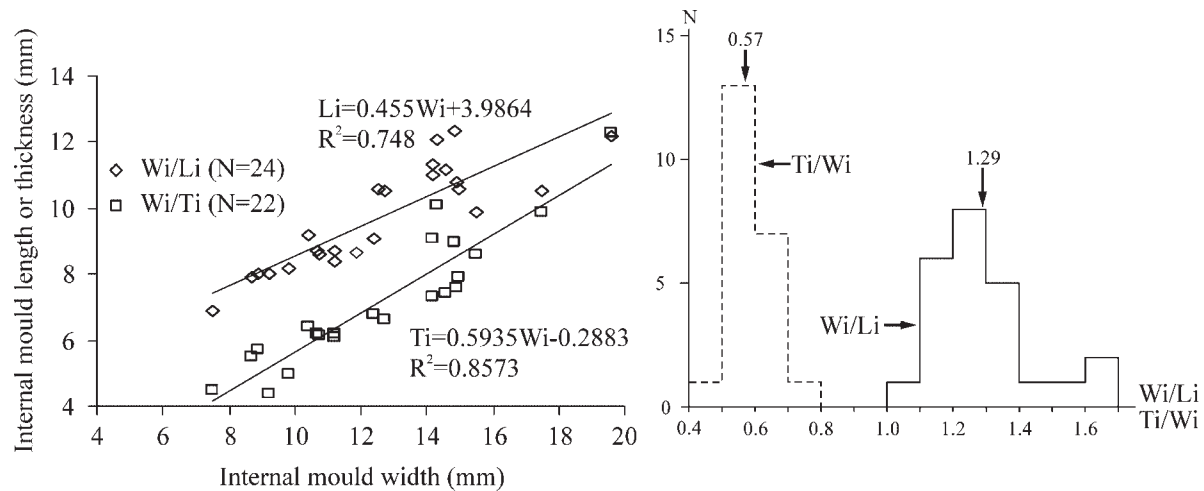 Internal mould length or thickness (mm)
14
12
10
8
6
4
Li=0.455Wi+3.9864
R²=0.748
Wi/Li (N=24)
Wi/Ti (N=22)
Ti=0.5935Wi-0.2883
R²=0.8573
4 6 8 10 12 14 16 18 20
Internal mould width (mm)
N
15
10
5
0
0.57
Ti/Wi
1.29
Wi/Li
0.4 0.6 0.8 1.0 1.2 1.4 1.6
Wi/Li
Ti/Wi